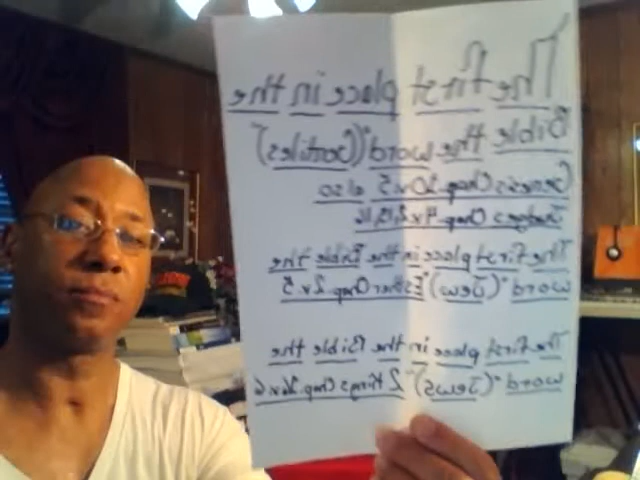 The first place in the
Bible the word "(Gentiles)"
Genesis Chap. 10 v. 5 also
Judges Chap. 4 v. 2,13,16
The first place in the Bible the
word "(Jew)" Esther Chap. 2 v. 5
The first place in the Bible the
word "(Jews)" 2 Kings Chap. 16 v. 6